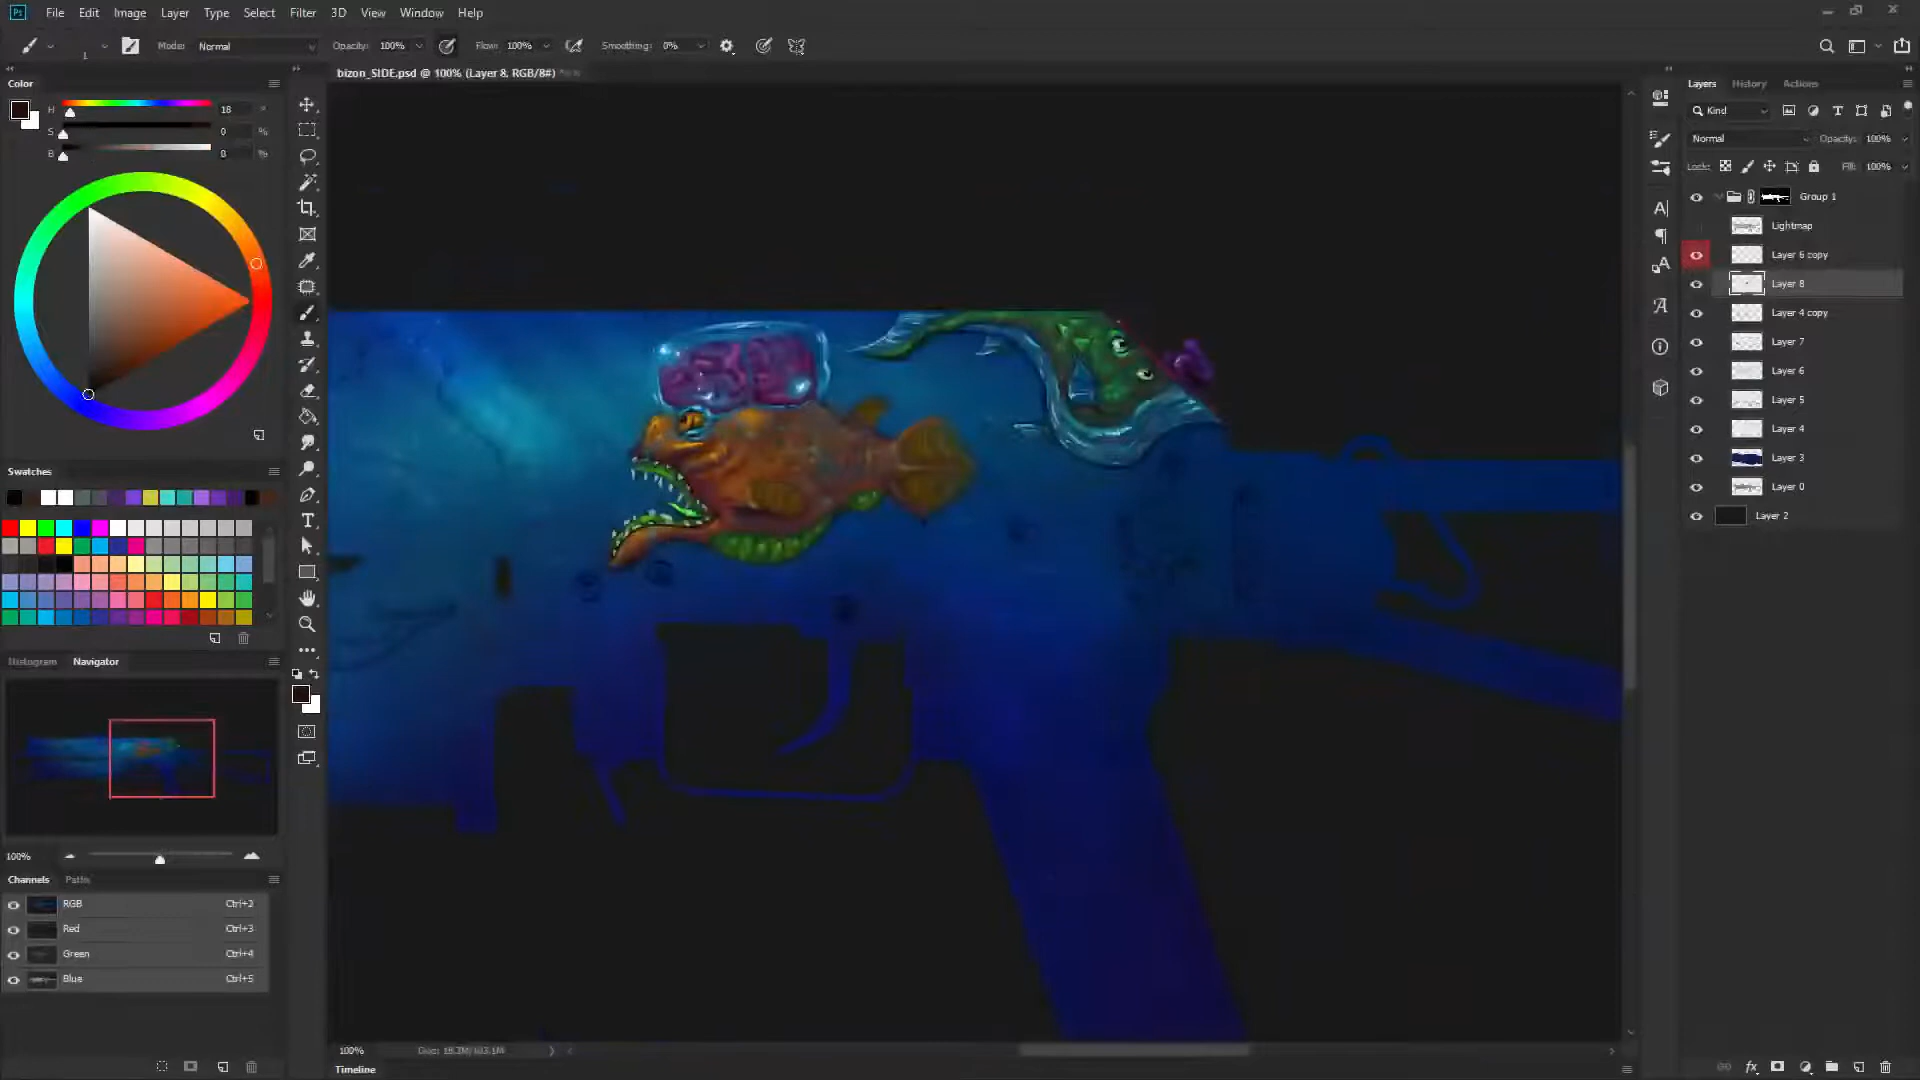 Ps File Edit Image Layer Type Select Filter 3D View Window Help
Mode: Normal Opacity: 100% Flow: 100% Smoothing: 0%
Color
bizon_SIDE.psd @ 100% (Layer 8, RGB/8#)
Layers History Actions
H 18 °
S 0 %
B 8 %
Kind
Normal Opacity: 100%
Lock: Fill: 100%
Group 1
Lightmap
Layer 6 copy
Layer 8
Layer 4 copy
Layer 7
Layer 6
Layer 5
Layer 4
Layer 3
Layer 0
Layer 2
Swatches
Histogram Navigator
100%
Channels Paths
RGB Ctrl+2
Red Ctrl+3
Green Ctrl+4
Blue Ctrl+5
100%
Timeline